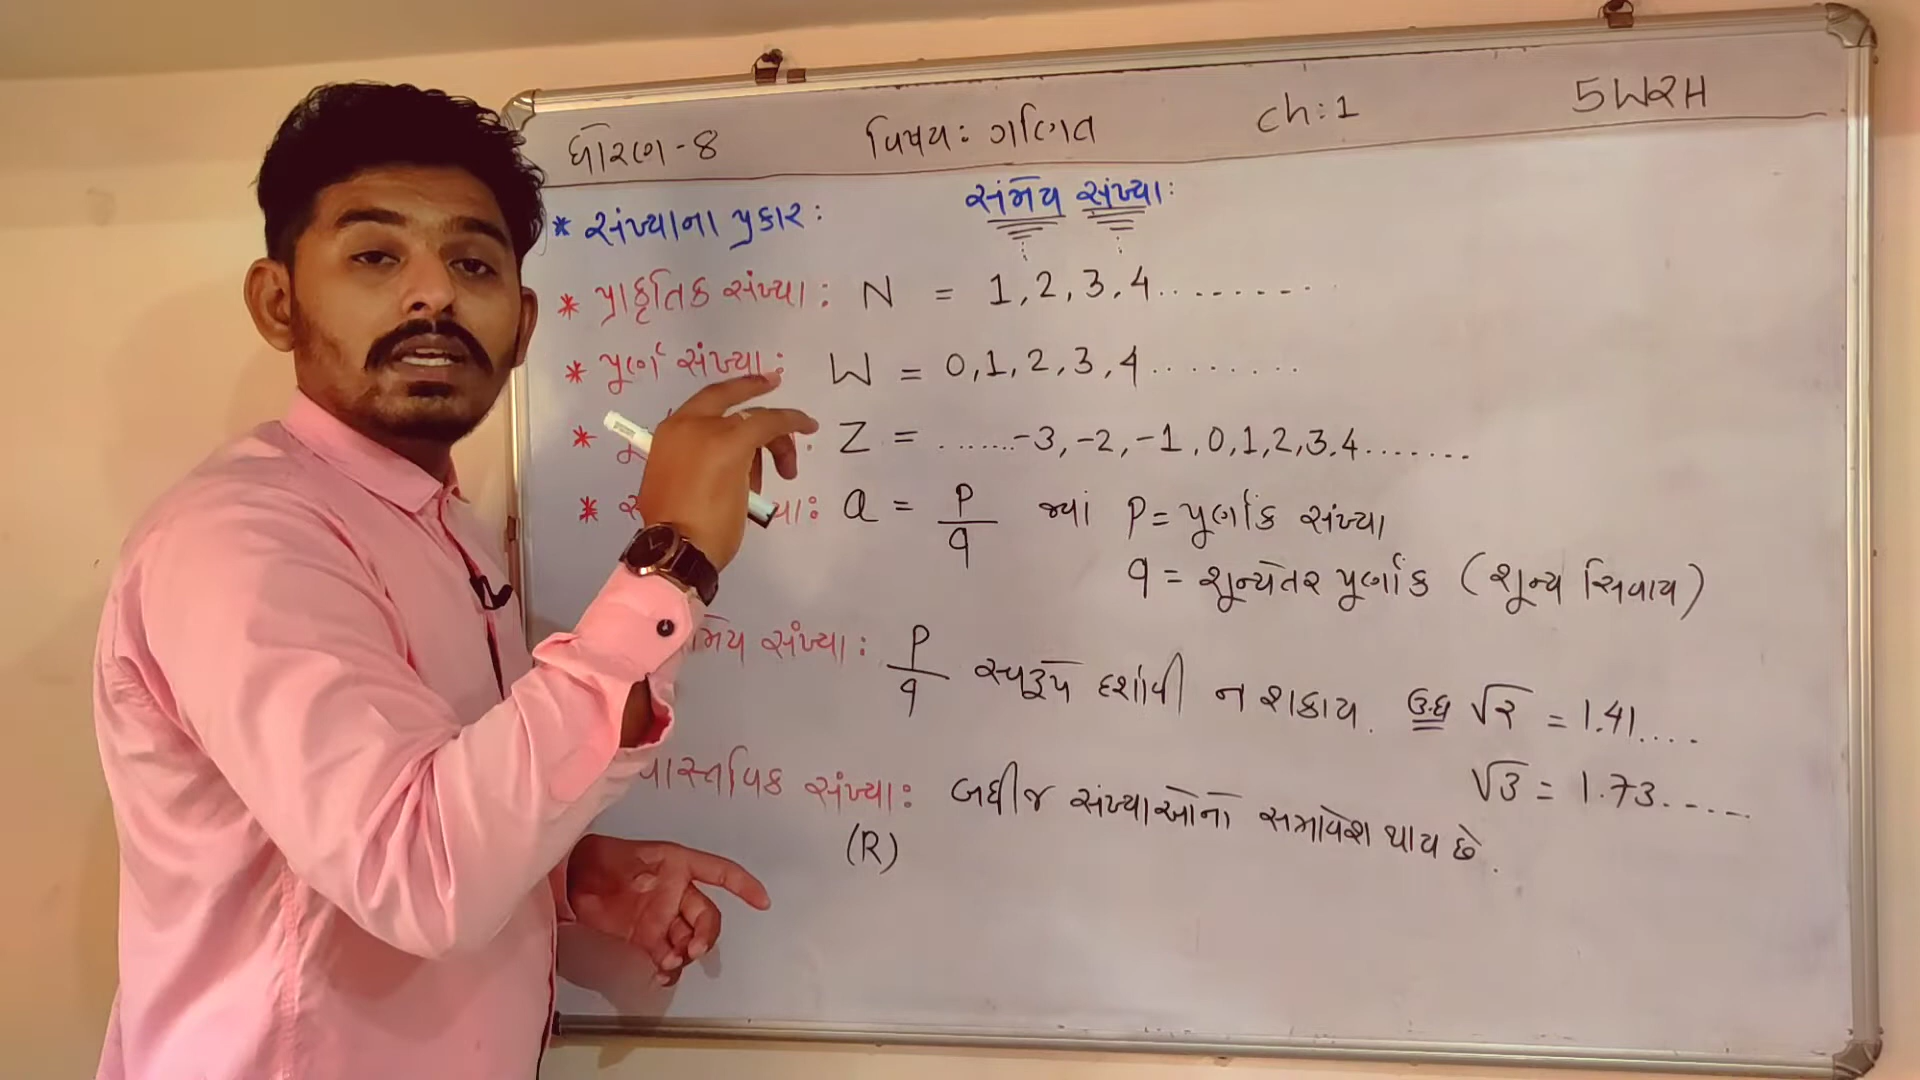 ધોરણ-8 વિષય: ગણિત ch:1 5W2H
* સંખ્યાના પ્રકાર: સંમેય સંખ્યા:
* પ્રાકૃતિક સંખ્યા: N = 1,2,3,4.........
* પૂર્ણ સંખ્યા: W = 0,1,2,3,4........
* Z = ......-3,-2,-1,0,1,2,3,4.......
* Q = p/q જ્યાં p = પૂર્ણાંક સંખ્યા
q = શૂન્યેતર પૂર્ણાંક (શૂન્ય સિવાય)
સંખ્યા: p/q સ્વરૂપે દર્શાવી ન શકાય. ઉ.દા √2 = 1.41....
√3 = 1.73.....
વાસ્તવિક સંખ્યા: બધીજ સંખ્યાઓનો સમાવેશ થાય છે.
(R)